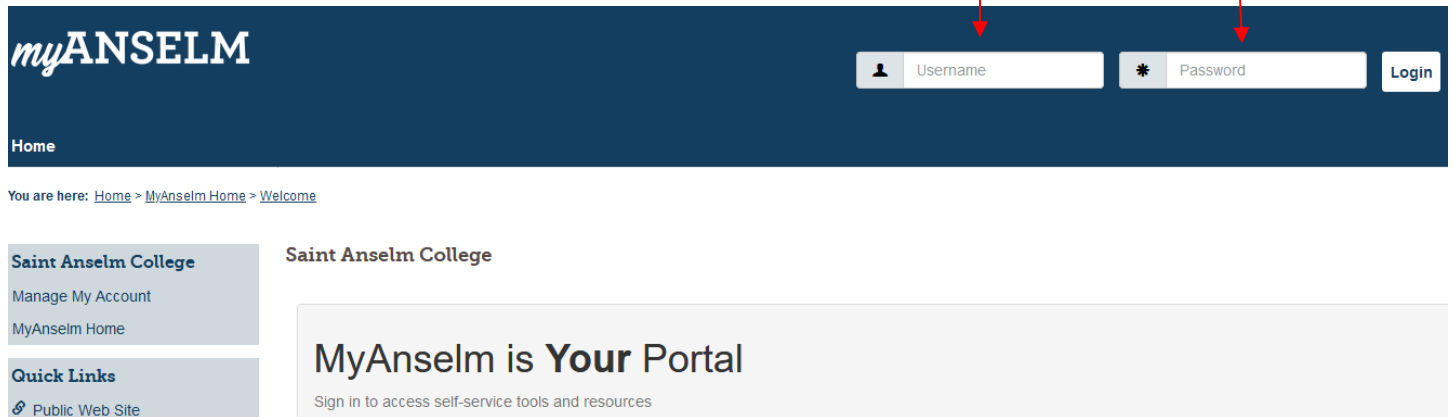 myANSELM
Username Password Login
Home
You are here: Home > MyAnselm Home > Welcome
Saint Anselm College
Manage My Account
MyAnselm Home
Quick Links
Public Web Site
Saint Anselm College
MyAnselm is Your Portal
Sign in to access self-service tools and resources